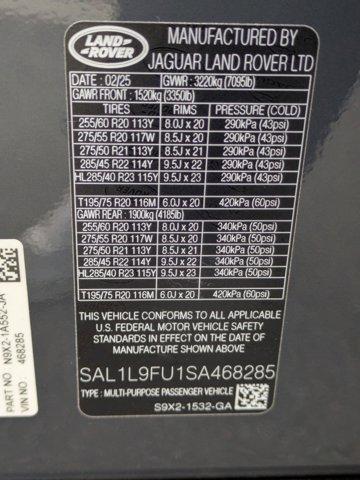 LAND
ROVER
MANUFACTURED BY
JAGUAR LAND ROVER LTD
DATE: 02/25 GVWR: 3220kg (7095lb)
GAWR FRONT: 1520kg (3350lb)
TIRES RIMS PRESSURE (COLD)
255/60 R20 113Y 8.0J x 20 290kPa (43psi)
275/55 R20 117W 8.5J x 20 290kPa (43psi)
275/50 R21 113Y 8.5J x 21 290kPa (43psi)
285/45 R22 114Y 9.5J x 22 290kPa (43psi)
HL285/40 R23 115Y 9.5J x 23 290kPa (43psi)
T195/75 R20 116M 6.0J x 20 420kPa (60psi)
GAWR REAR: 1900kg (4185lb)
255/60 R20 113Y 8.0J x 20 340kPa (50psi)
275/55 R20 117W 8.5J x 20 340kPa (50psi)
275/50 R21 113Y 8.5J x 21 340kPa (50psi)
285/45 R22 114Y 9.5J x 22 340kPa (50psi)
HL285/40 R23 115Y 9.5J x 23 340kPa (50psi)
T195/75 R20 116M 6.0J x 20 420kPa (60psi)
THIS VEHICLE CONFORMS TO ALL APPLICABLE
U.S. FEDERAL MOTOR VEHICLE SAFETY
STANDARDS IN EFFECT ON THE DATE OF
MANUFACTURE SHOWN ABOVE
SAL1L9FU1SA468285
TYPE: MULTI-PURPOSE PASSENGER VEHICLE
S9X2-1532-GA
PART NO N9X2-1A552-JA
VIN NO 468285